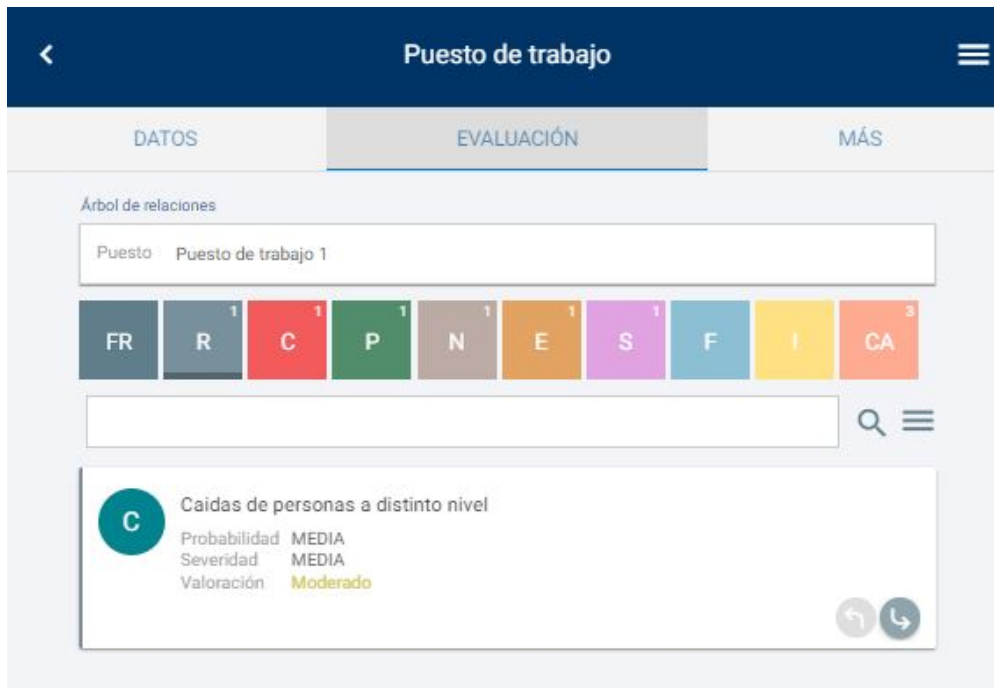 Puesto de trabajo
DATOS EVALUACIÓN MÁS
Árbol de relaciones
Puesto Puesto de trabajo 1
FR R 1 C 1 P 1 N 1 E 1 S 1 F I CA 3
C Caidas de personas a distinto nivel
Probabilidad MEDIA
Severidad MEDIA
Valoración Moderado